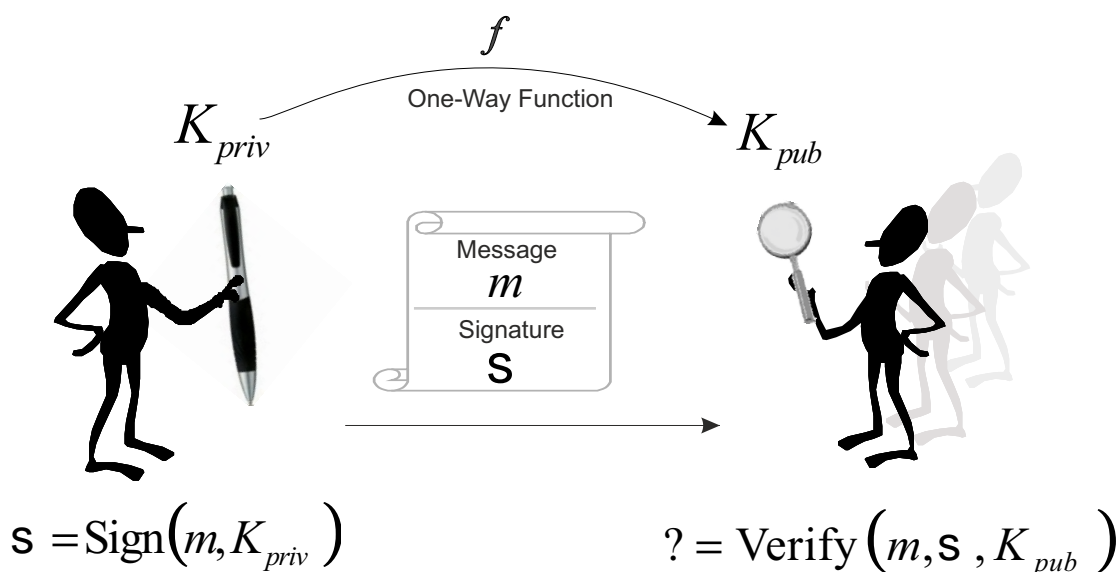 f
One-Way Function
K_priv
K_pub
Message
m
Signature
s
s = Sign(m, K_priv)
? = Verify(m, s , K_pub)